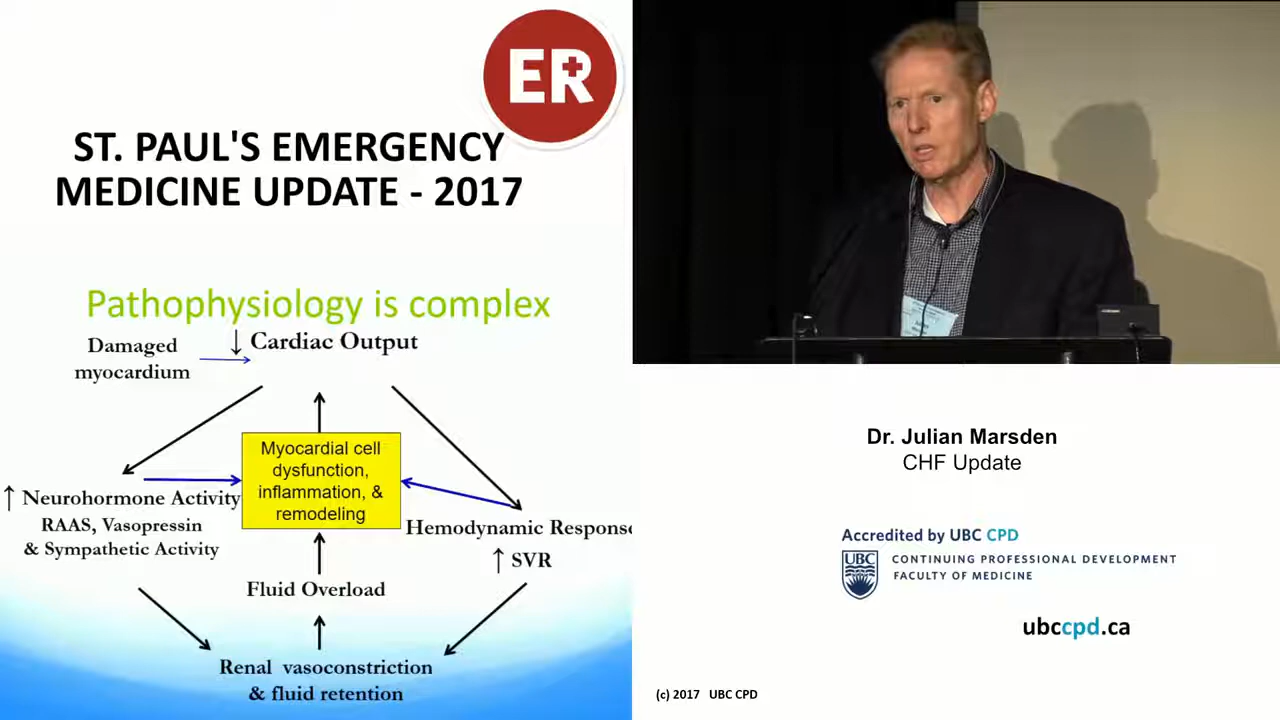 ER
ST. PAUL'S EMERGENCY
MEDICINE UPDATE - 2017
Pathophysiology is complex
Damaged
myocardium
↓ Cardiac Output
Myocardial cell
dysfunction,
inflammation, &
remodeling
↑ Neurohormone Activity
RAAS, Vasopressin
& Sympathetic Activity
Hemodynamic Respons
↑ SVR
Fluid Overload
Renal vasoconstriction
& fluid retention
Dr. Julian Marsden
CHF Update
Accredited by UBC CPD
UBC
CONTINUING PROFESSIONAL DEVELOPMENT
FACULTY OF MEDICINE
ubccpd.ca
(c) 2017 UBC CPD